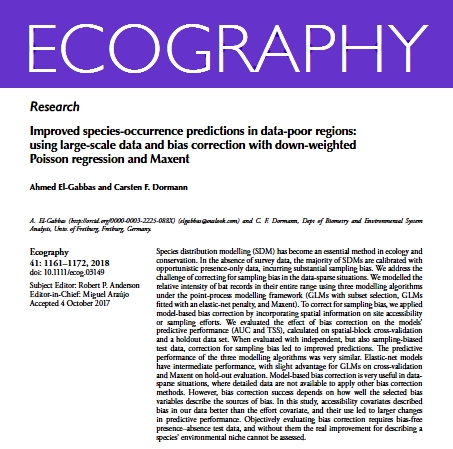 ECOGRAPHY
Research
Improved species-occurrence predictions in data-poor regions:
using large-scale data and bias correction with down-weighted
Poisson regression and Maxent
Ahmed El-Gabbas and Carsten F. Dormann
A. El-Gabbas (http://orcid.org/0000-0003-2225-088X) (elgabbas@outlook.com) and C. F. Dormann, Dept of Biometry and Environmental System
Analysis, Univ. of Freiburg, Freiburg, Germany.
Ecography
41: 1161–1172, 2018
doi: 10.1111/ecog.03149
Subject Editor: Robert P. Anderson
Editor-in-Chief: Miguel Araújo
Accepted 4 October 2017
Species distribution modelling (SDM) has become an essential method in ecology and
conservation. In the absence of survey data, the majority of SDMs are calibrated with
opportunistic presence-only data, incurring substantial sampling bias. We address the
challenge of correcting for sampling bias in the data-sparse situations. We modelled the
relative intensity of bat records in their entire range using three modelling algorithms
under the point-process modelling framework (GLMs with subset selection, GLMs
fitted with an elastic-net penalty, and Maxent). To correct for sampling bias, we applied
model-based bias correction by incorporating spatial information on site accessibility
or sampling efforts. We evaluated the effect of bias correction on the models'
predictive performance (AUC and TSS), calculated on spatial-block cross-validation
and a holdout data set. When evaluated with independent, but also sampling-biased
test data, correction for sampling bias led to improved predictions. The predictive
performance of the three modelling algorithms was very similar. Elastic-net models
have intermediate performance, with slight advantage for GLMs on cross-validation
and Maxent on hold-out evaluation. Model-based bias correction is very useful in data-
sparse situations, where detailed data are not available to apply other bias correction
methods. However, bias correction success depends on how well the selected bias
variables describe the sources of bias. In this study, accessibility covariates described
bias in our data better than the effort covariate, and their use led to larger changes
in predictive performance. Objectively evaluating bias correction requires bias-free
presence–absence test data, and without them the real improvement for describing a
species' environmental niche cannot be assessed.